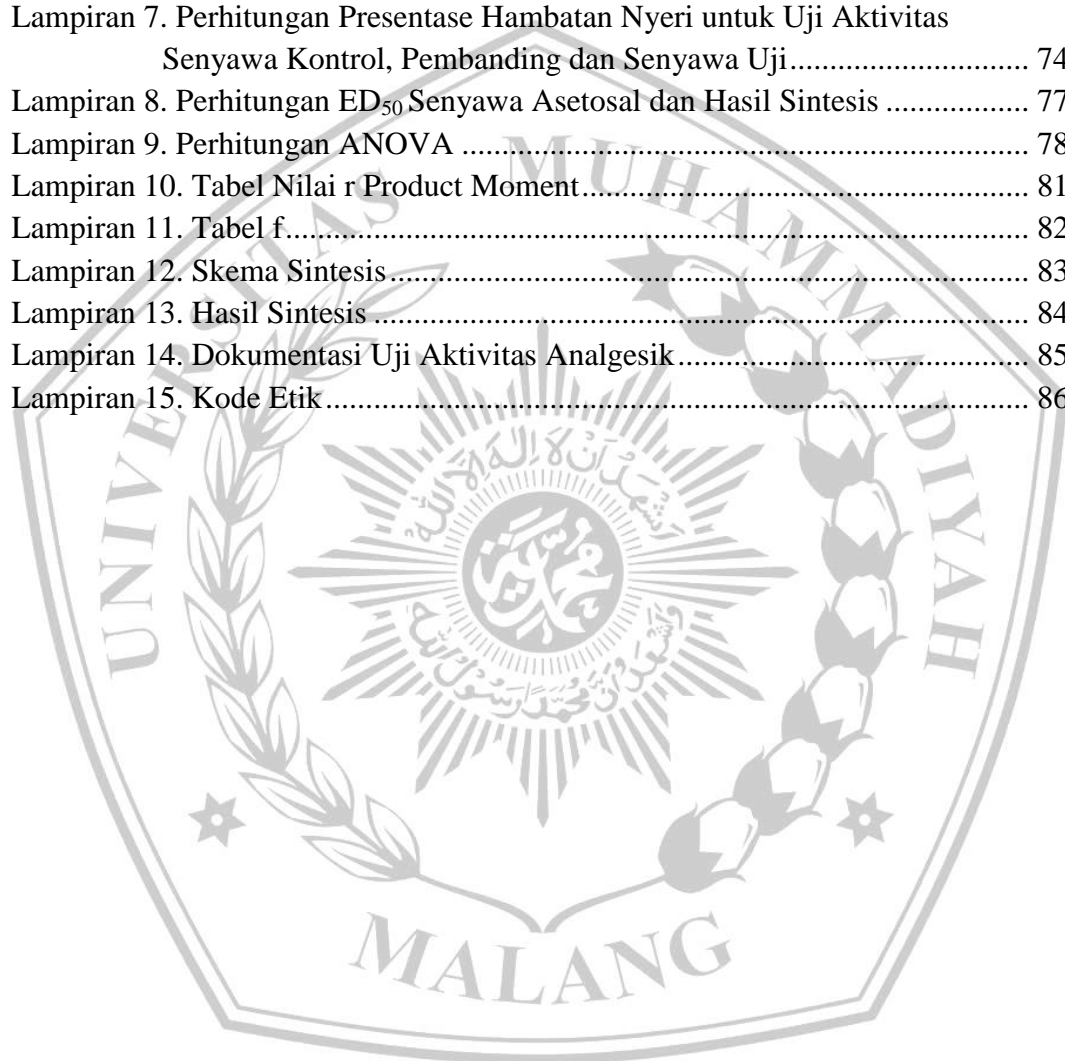 Lampiran 7. Perhitungan Presentase Hambatan Nyeri untuk Uji Aktivitas
Senyawa Kontrol, Pembanding dan Senyawa Uji.............................. 74
Lampiran 8. Perhitungan ED50 Senyawa Asetosal dan Hasil Sintesis .................. 77
Lampiran 9. Perhitungan ANOVA ....................................................................... 78
Lampiran 10. Tabel Nilai r Product Moment........................................................ 81
Lampiran 11. Tabel f............................................................................................. 82
Lampiran 12. Skema Sintesis................................................................................ 83
Lampiran 13. Hasil Sintesis .................................................................................. 84
Lampiran 14. Dokumentasi Uji Aktivitas Analgesik............................................ 85
Lampiran 15. Kode Etik........................................................................................ 86
UNIVERSITAS MUHAMMADIYAH
MALANG